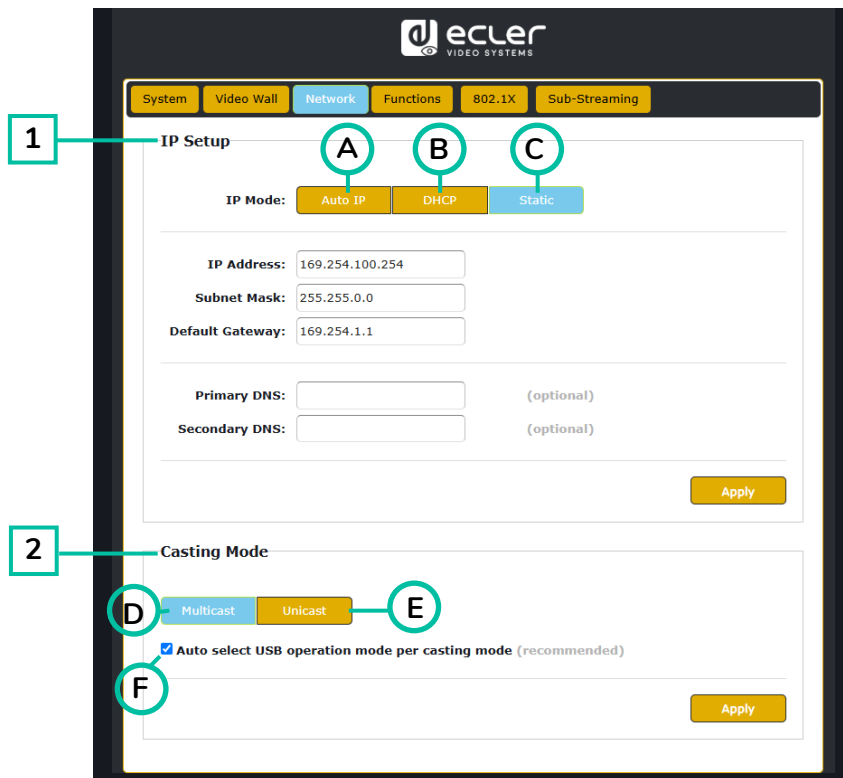 ecler
VIDEO SYSTEMS
System Video Wall Network Functions 802.1X Sub-Streaming
1 IP Setup
A B C
IP Mode: Auto IP DHCP Static
IP Address: 169.254.100.254
Subnet Mask: 255.255.0.0
Default Gateway: 169.254.1.1
Primary DNS: (optional)
Secondary DNS: (optional)
Apply
2 Casting Mode
D Multicast Unicast E
Auto select USB operation mode per casting mode (recommended)
F
Apply